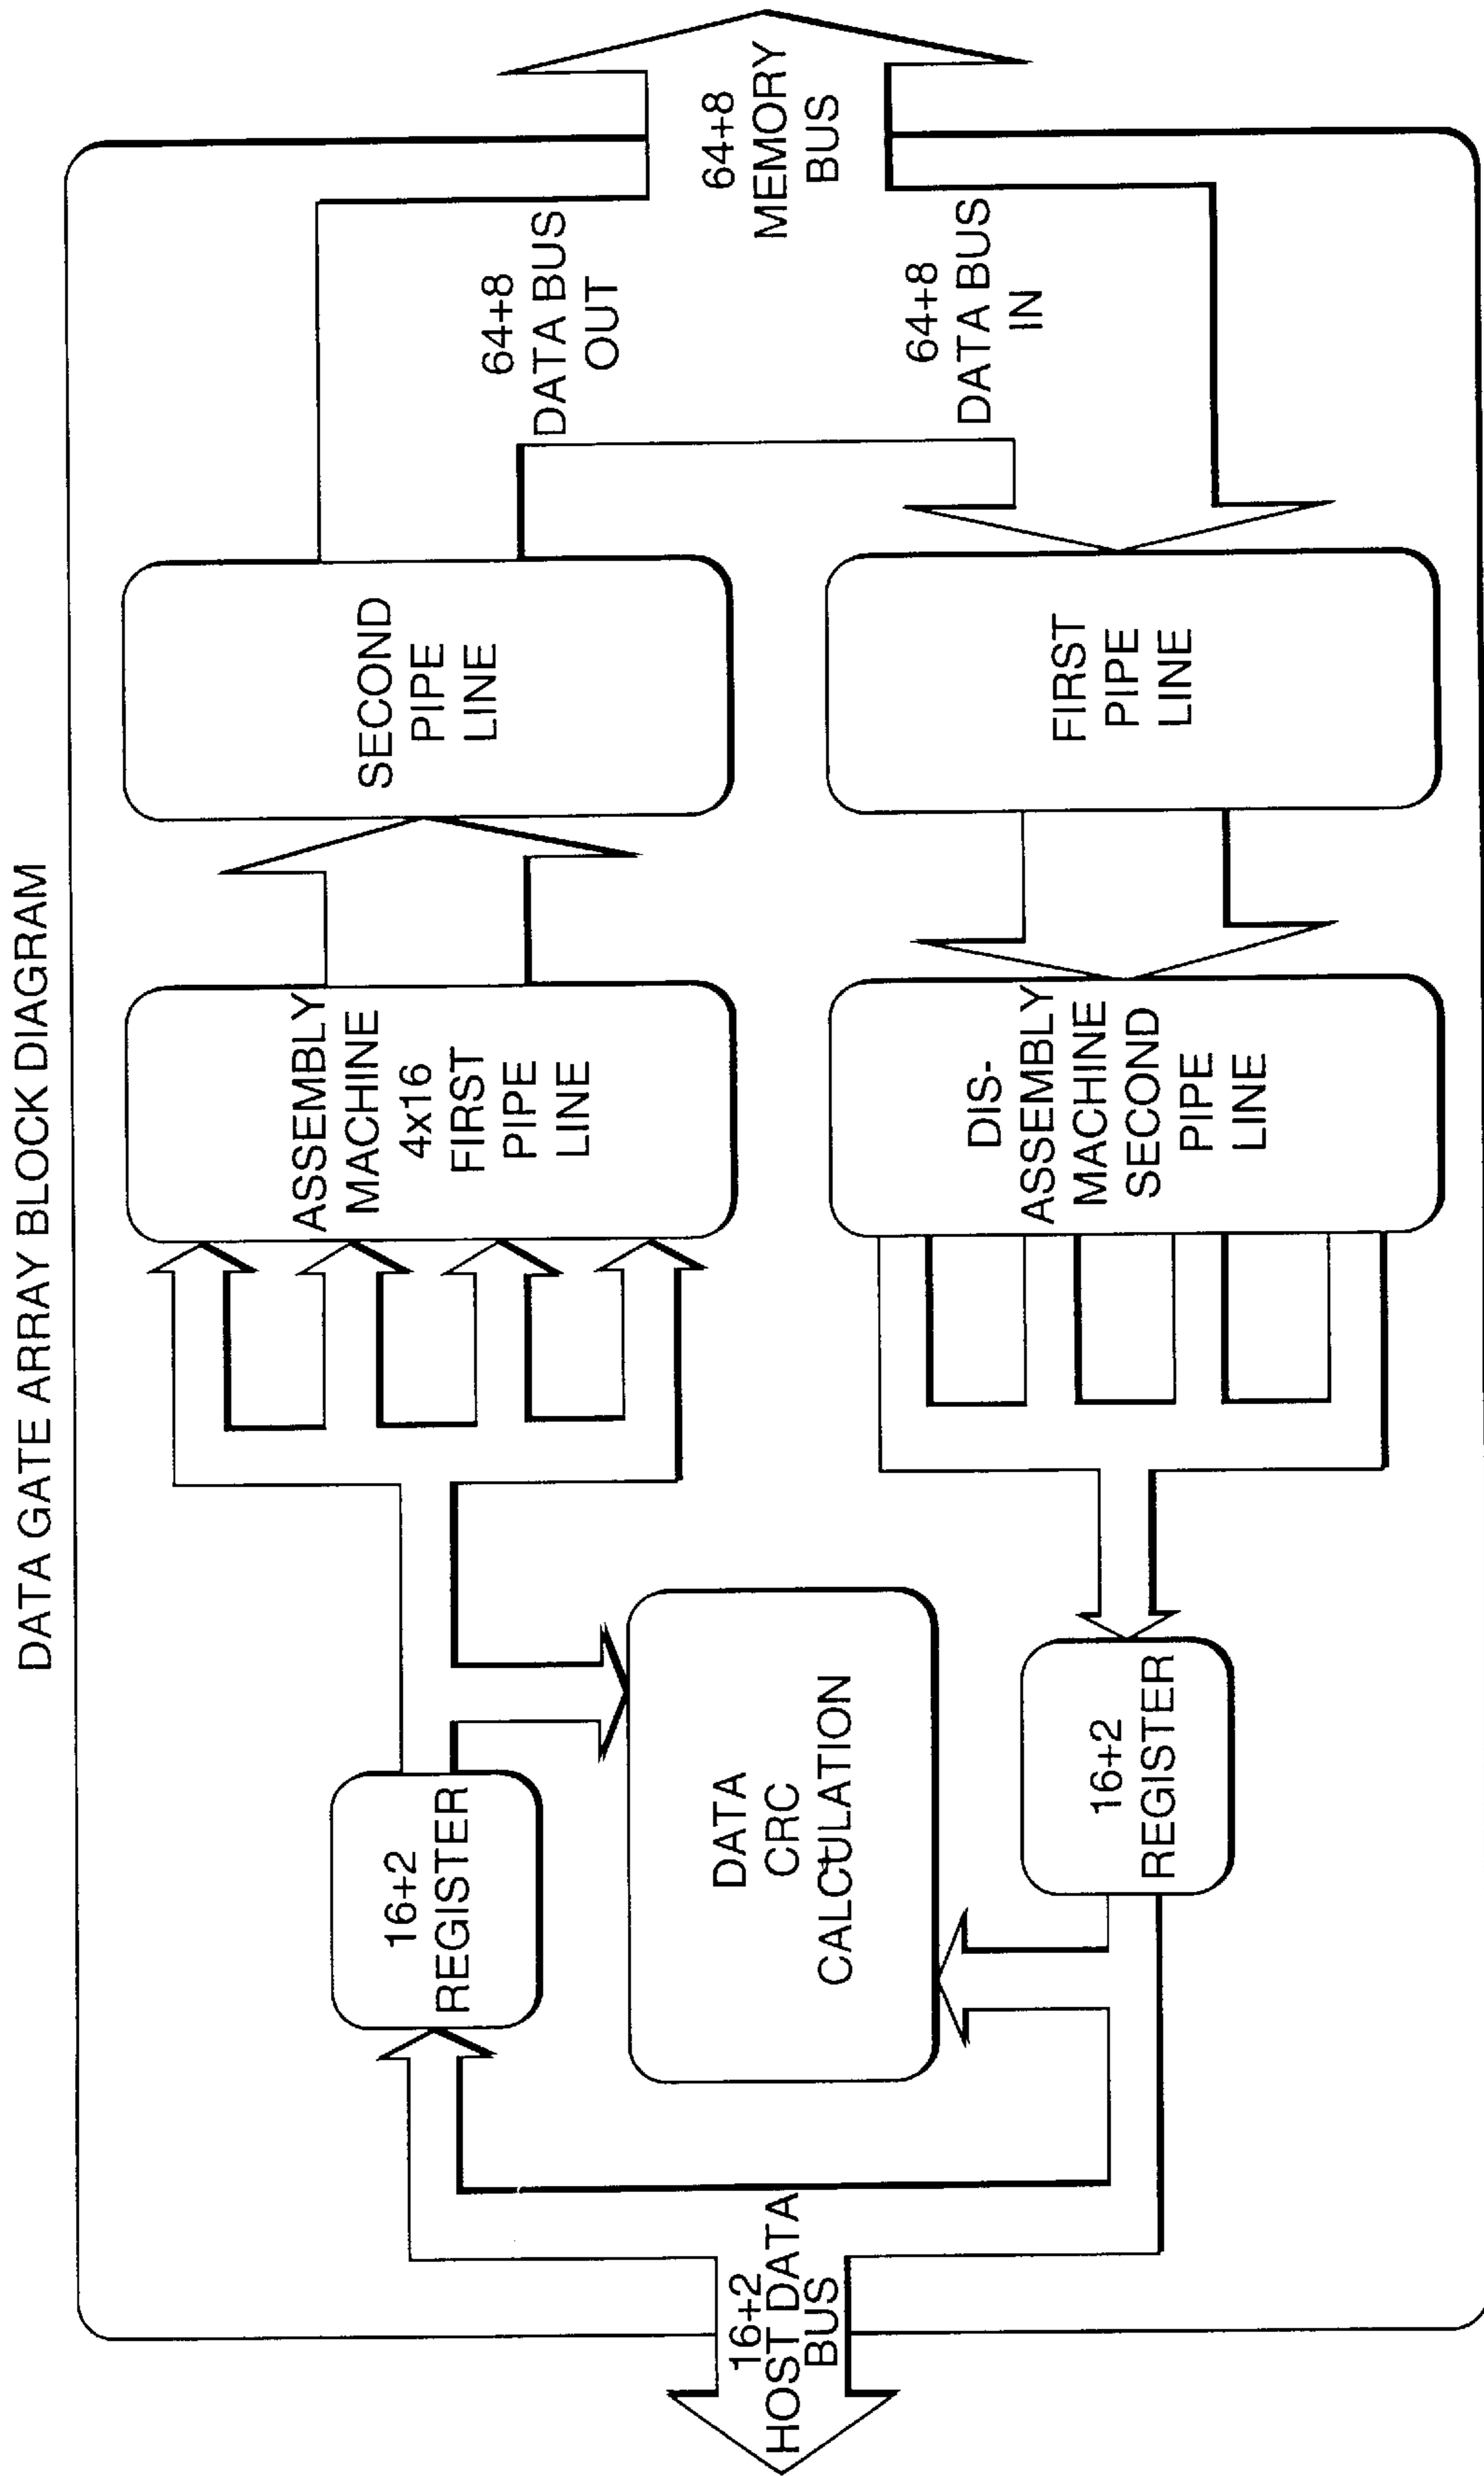 DATA GATE ARRAY BLOCK DIAGRAM
16+2
REGISTER
ASSEMBLY
MACHINE
4x16
FIRST
PIPE
LINE
SECOND
PIPE
LINE
64+8
DATA BUS
OUT
16+2
HOST DATA
BUS
DATA
CRC
CALCULATION
64+8
MEMORY
BUS
16+2
REGISTER
DIS-
ASSEMBLY
MACHINE
SECOND
PIPE
LINE
FIRST
PIPE
LINE
64+8
DATA BUS
IN